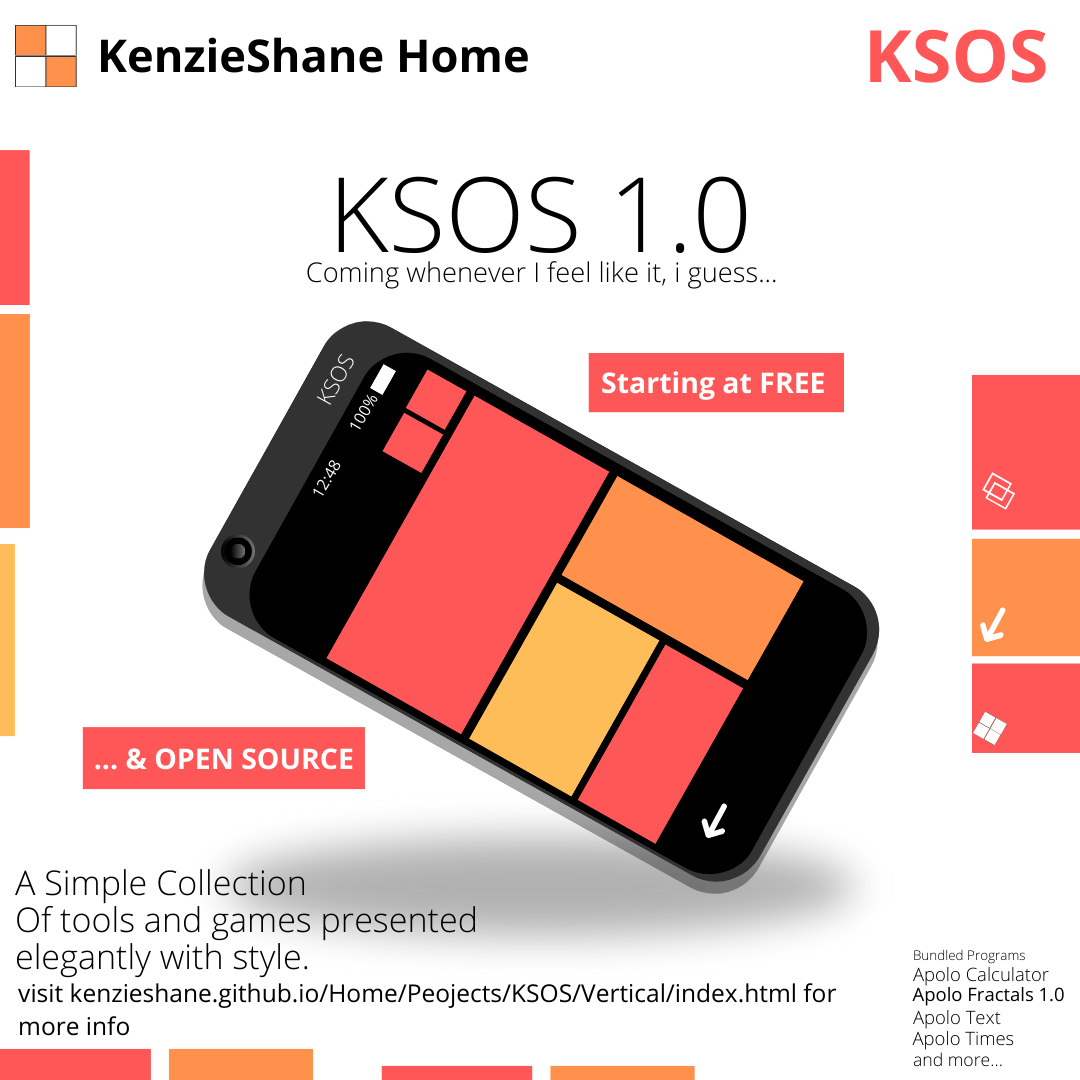 KenzieShane Home
KSOS
KSOS 1.0
Coming whenever I feel like it, i guess...
Starting at FREE
KSOS
100%
12:48
... & OPEN SOURCE
A Simple Collection
Of tools and games presented
elegantly with style.
visit kenzieshane.github.io/Home/Peojects/KSOS/Vertical/index.html for
more info
Bundled Programs
Apolo Calculator
Apolo Fractals 1.0
Apolo Text
Apolo Times
and more...